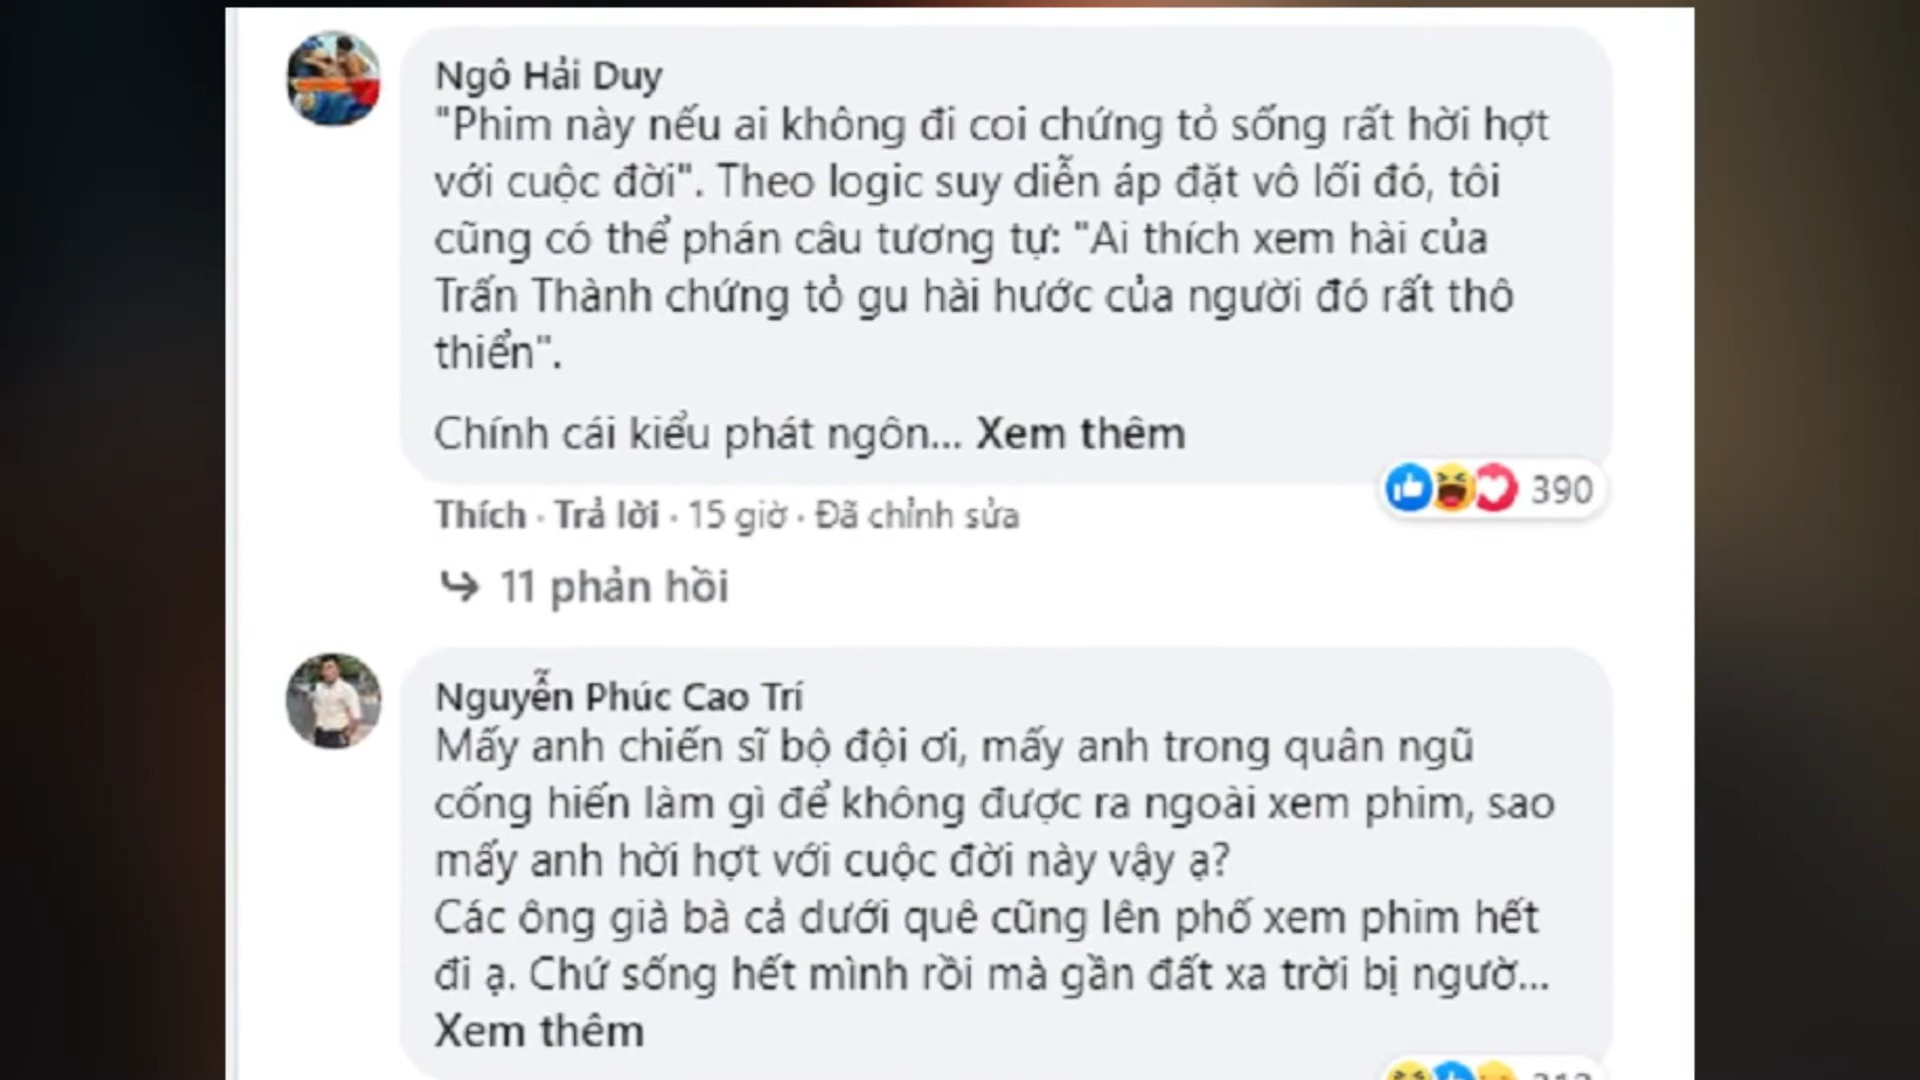 Ngô Hải Duy
"Phim này nếu ai không đi coi chứng tỏ sống rất hời hợt
với cuộc đời". Theo logic suy diễn áp đặt vô lối đó, tôi
cũng có thể phán câu tương tự: "Ai thích xem hài của
Trấn Thành chứng tỏ gu hài hước của người đó rất thô
thiển".
Chính cái kiểu phát ngôn... Xem thêm
390
Thích · Trả lời · 15 giờ · Đã chỉnh sửa
11 phản hồi
Nguyễn Phúc Cao Trí
Mấy anh chiến sĩ bộ đội ơi, mấy anh trong quân ngũ
cống hiến làm gì để không được ra ngoài xem phim, sao
mấy anh hời hợt với cuộc đời này vậy ạ?
Các ông già bà cả dưới quê cũng lên phố xem phim hết
đi ạ. Chứ sống hết mình rồi mà gần đất xa trời bị ngườ...
Xem thêm